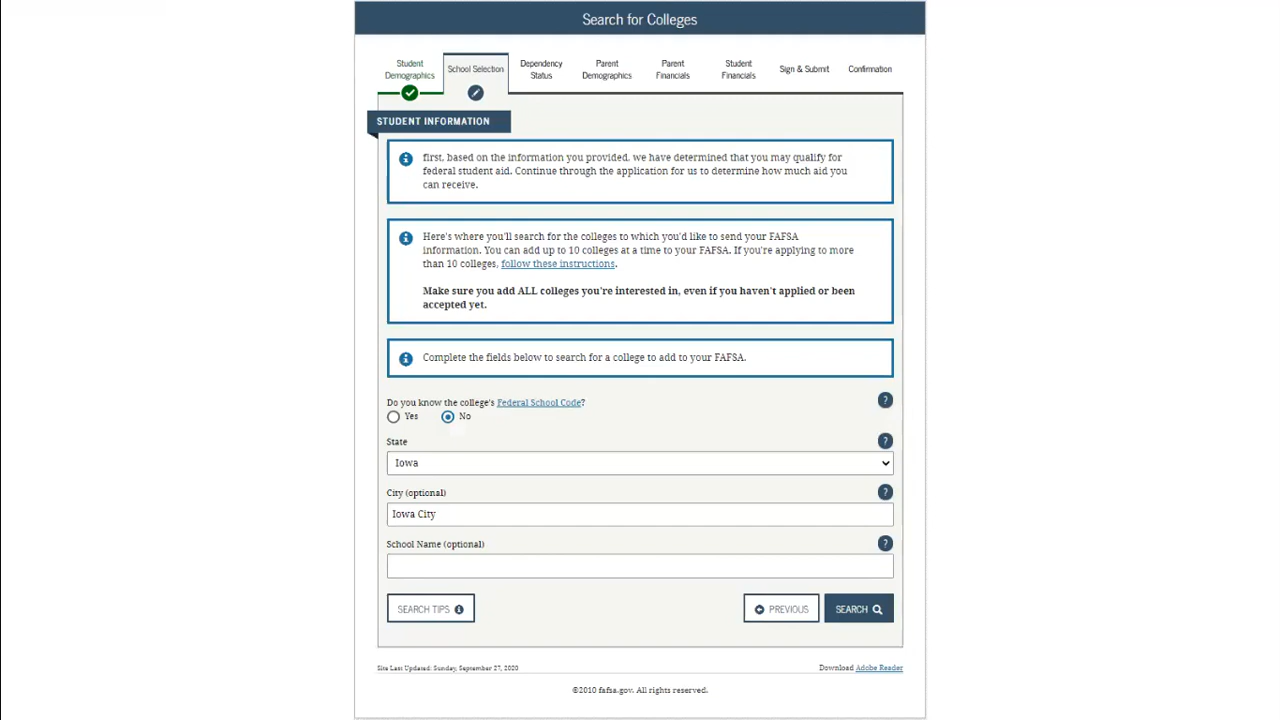 Search for Colleges
Student
Demographics
School Selection
Dependency
Status
Parent
Demographics
Parent
Financials
Student
Financials
Sign & Submit
Confirmation
STUDENT INFORMATION
first, based on the information you provided, we have determined that you may qualify for
federal student aid. Continue through the application for us to determine how much aid you
can receive.
Here's where you'll search for the colleges to which you'd like to send your FAFSA
information. You can add up to 10 colleges at a time to your FAFSA. If you're applying to more
than 10 colleges, follow these instructions.
Make sure you add ALL colleges you're interested in, even if you haven't applied or been
accepted yet.
Complete the fields below to search for a college to add to your FAFSA.
Do you know the college's Federal School Code?
Yes No
State
Iowa
City (optional)
Iowa City
School Name (optional)
SEARCH TIPS PREVIOUS SEARCH
Site Last Updated: Sunday, September 27, 2020
Download Adobe Reader
©2010 fafsa.gov. All rights reserved.